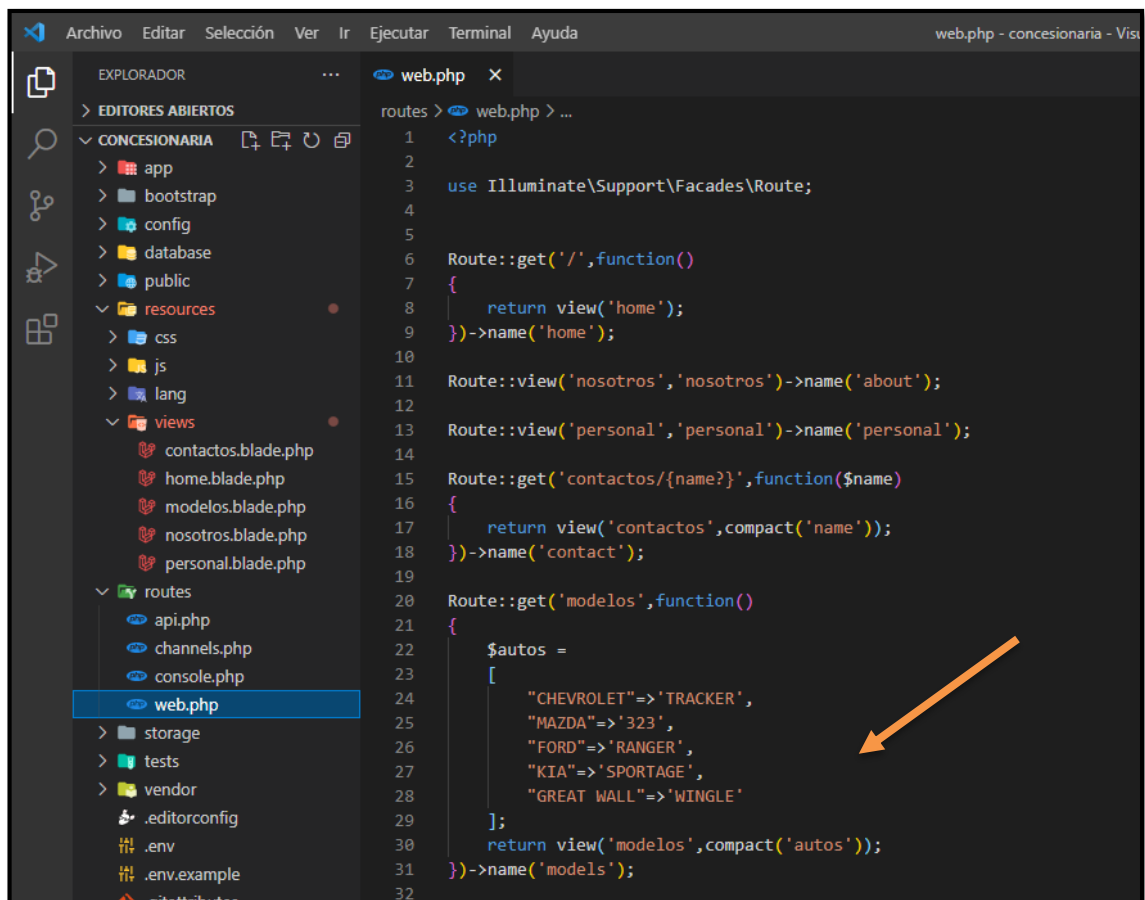 Archivo Editar Selección Ver Ir Ejecutar Terminal Ayuda
web.php - concesionaria - Visu
EXPLORADOR ...
EDITORES ABIERTOS
CONCESIONARIA
app
bootstrap
config
database
public
resources
css
js
lang
views
contactos.blade.php
home.blade.php
modelos.blade.php
nosotros.blade.php
personal.blade.php
routes
api.php
channels.php
console.php
web.php
storage
tests
vendor
.editorconfig
.env
.env.example
.gitattributes
php web.php ×
routes > php web.php > ...
1 <?php
2
3 use Illuminate\Support\Facades\Route;
4
5
6 Route::get('/',function()
7 {
8 return view('home');
9 })->name('home');
10
11 Route::view('nosotros','nosotros')->name('about');
12
13 Route::view('personal','personal')->name('personal');
14
15 Route::get('contactos/{name?}',function($name)
16 {
17 return view('contactos',compact('name'));
18 })->name('contact');
19
20 Route::get('modelos',function()
21 {
22 $autos =
23 [
24 "CHEVROLET"=>'TRACKER',
25 "MAZDA"=>'323',
26 "FORD"=>'RANGER',
27 "KIA"=>'SPORTAGE',
28 "GREAT WALL"=>'WINGLE'
29 ];
30 return view('modelos',compact('autos'));
31 })->name('models');
32